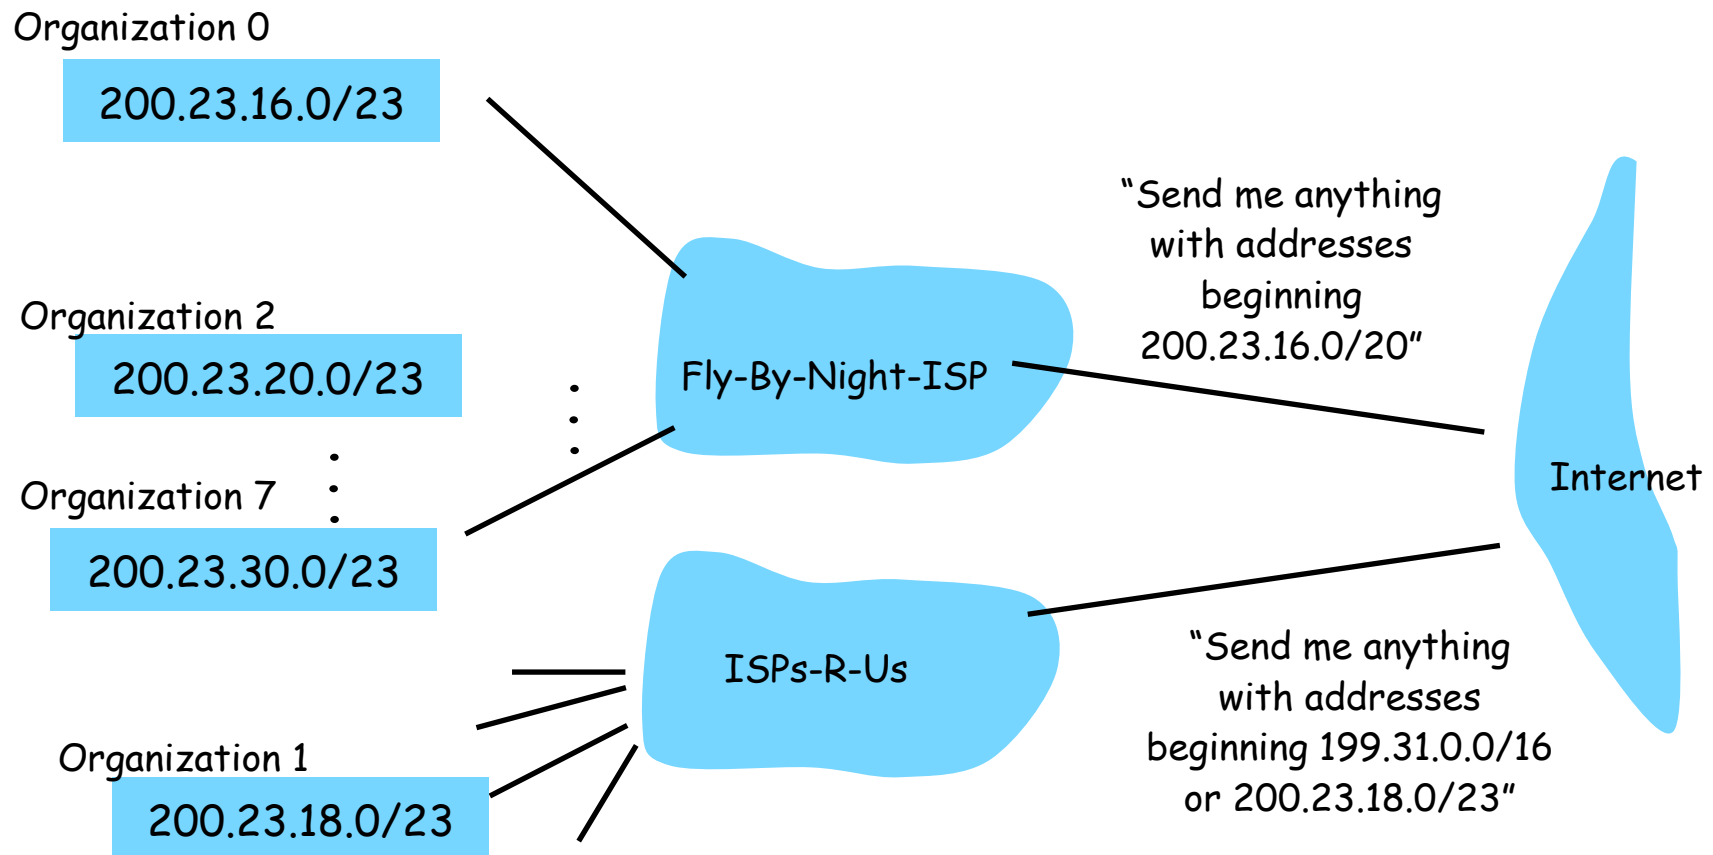 Organization 0
200.23.16.0/23
Organization 2
200.23.20.0/23
Organization 7
200.23.30.0/23
Fly-By-Night-ISP
“Send me anything
with addresses
beginning
200.23.16.0/20”
Internet
ISPs-R-Us
Organization 1
200.23.18.0/23
“Send me anything
with addresses
beginning 199.31.0.0/16
or 200.23.18.0/23”